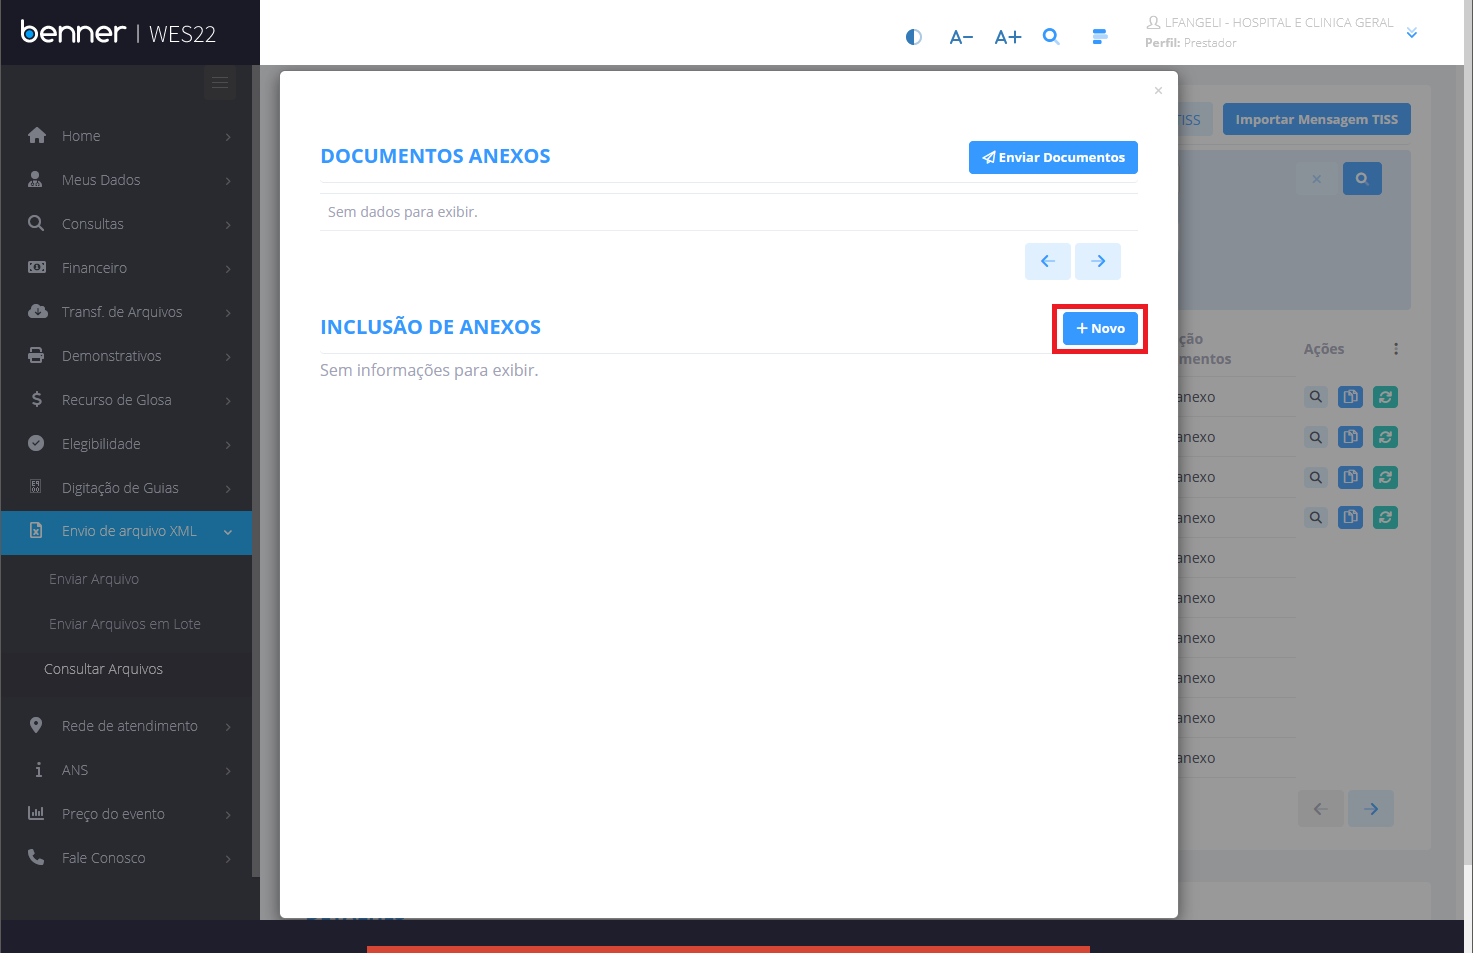 benner | WES22
A−
A+
LFANGELI - HOSPITAL E CLINICA GERAL
Perfil: Prestador
Home
Meus Dados
Consultas
Financeiro
Transf. de Arquivos
Demonstrativos
Recurso de Glosa
Elegibilidade
Digitação de Guias
Envio de arquivo XML
Enviar Arquivo
Enviar Arquivos em Lote
Consultar Arquivos
Rede de atendimento
ANS
Preço do evento
Fale Conosco
×
DOCUMENTOS ANEXOS
Enviar Documentos
Sem dados para exibir.
INCLUSÃO DE ANEXOS
+ Novo
Sem informações para exibir.
TISS
Importar Mensagem TISS
×
ção
mentos
Ações
anexo
anexo
anexo
anexo
anexo
anexo
anexo
anexo
anexo
anexo